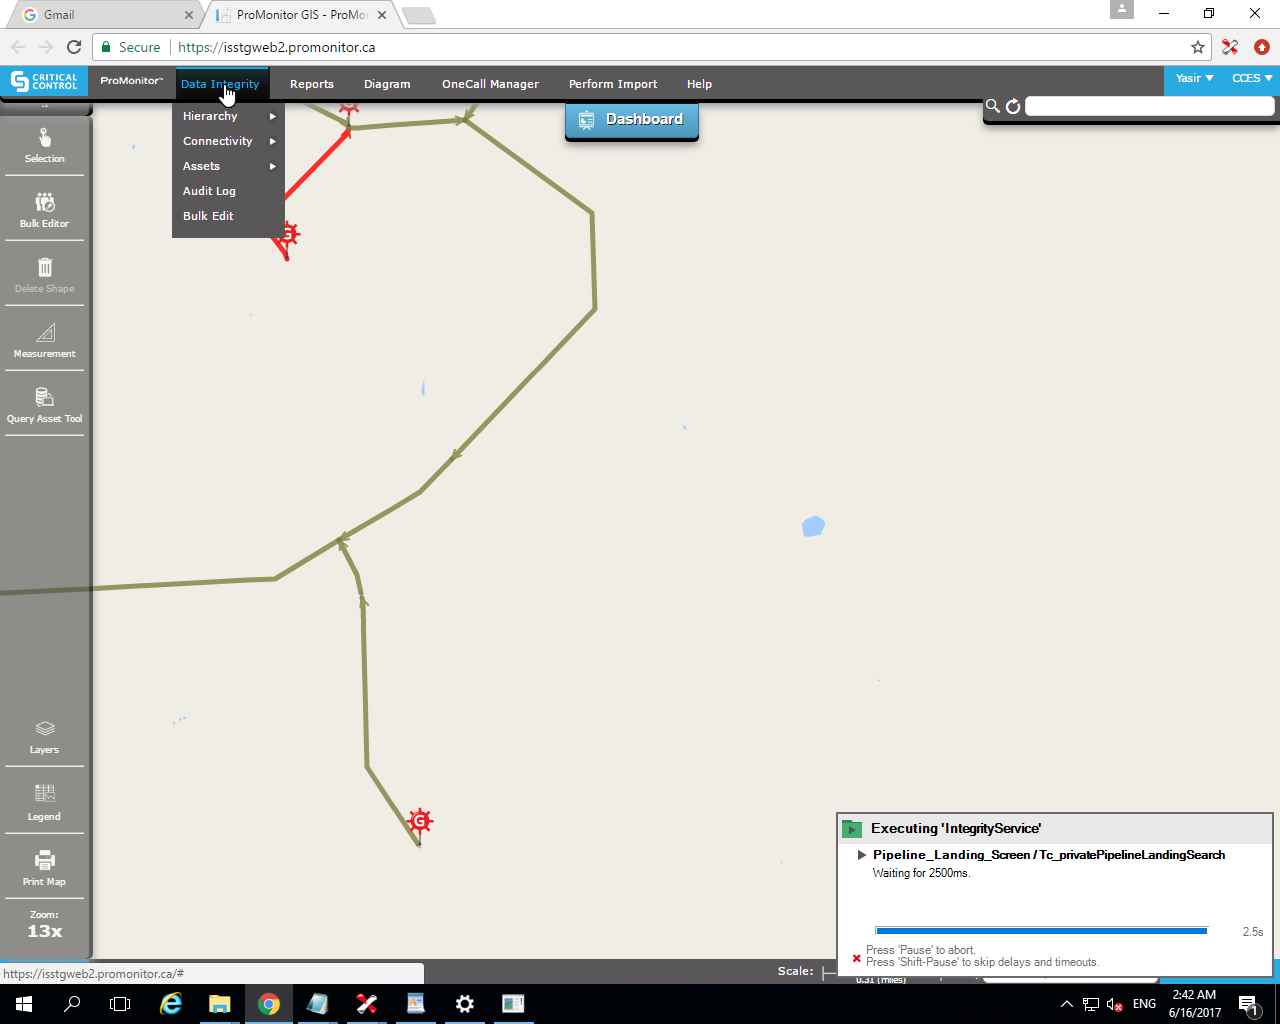 Gmail
ProMonitor GIS - ProMo
Secure
https://isstgweb2.promonitor.ca
CRITICAL CONTROL
ProMonitor™
Data Integrity
Reports
Diagram
OneCall Manager
Perform Import
Help
Yasir
CCES
Hierarchy
Connectivity
Assets
Audit Log
Bulk Edit
Dashboard
Selection
Bulk Editor
Delete Shape
Measurement
Query Asset Tool
Layers
Legend
Print Map
Zoom:
13x
G
G
Executing 'IntegrityService'
Pipeline_Landing_Screen / Tc_privatePipelineLandingSearch
Waiting for 2500ms.
2.5s
Press 'Pause' to abort.
Press 'Shift-Pause' to skip delays and timeouts.
https://isstgweb2.promonitor.ca/#
Scale:
0.31 (miles)
ENG
2:42 AM
6/16/2017
1